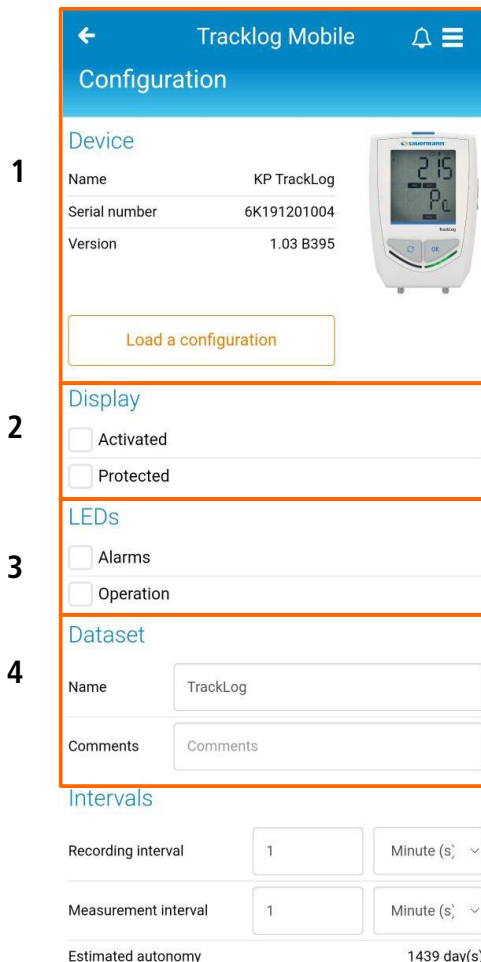 Tracklog Mobile
Configuration
1
Device
Name KP TrackLog
Serial number 6K191201004
Version 1.03 B395
sauermann
215
Pa
TrackLog
OK
Load a configuration
2
Display
Activated
Protected
3
LEDs
Alarms
Operation
4
Dataset
Name TrackLog
Comments Comments
Intervals
Recording interval 1 Minute (s)
Measurement interval 1 Minute (s)
Estimated autonomy 1439 day(s)